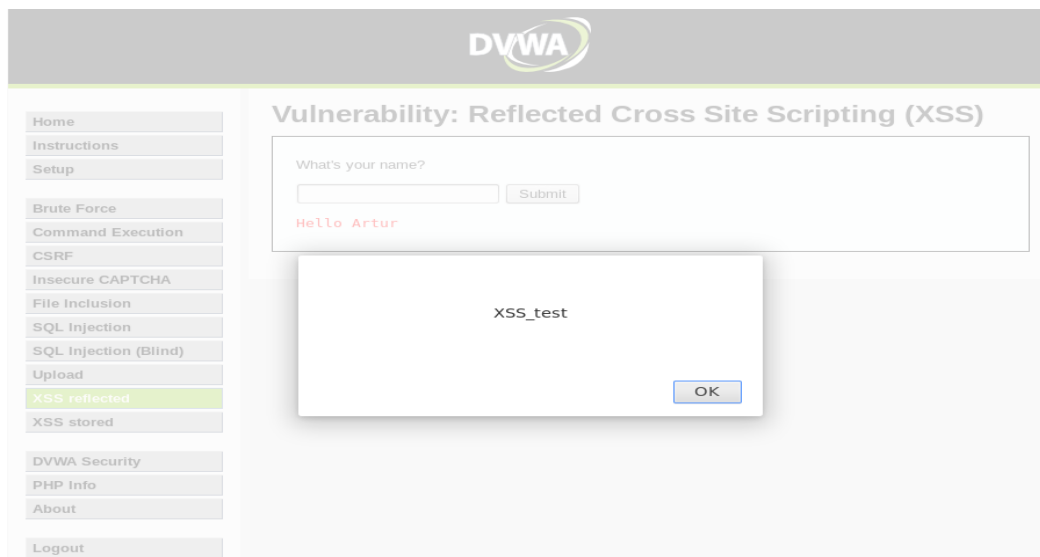 DVWA
Vulnerability: Reflected Cross Site Scripting (XSS)
Home
Instructions
Setup
Brute Force
Command Execution
CSRF
Insecure CAPTCHA
File Inclusion
SQL Injection
SQL Injection (Blind)
Upload
XSS reflected
XSS stored
DVWA Security
PHP Info
About
Logout
What's your name?
Submit
Hello Artur
XSS_test
OK